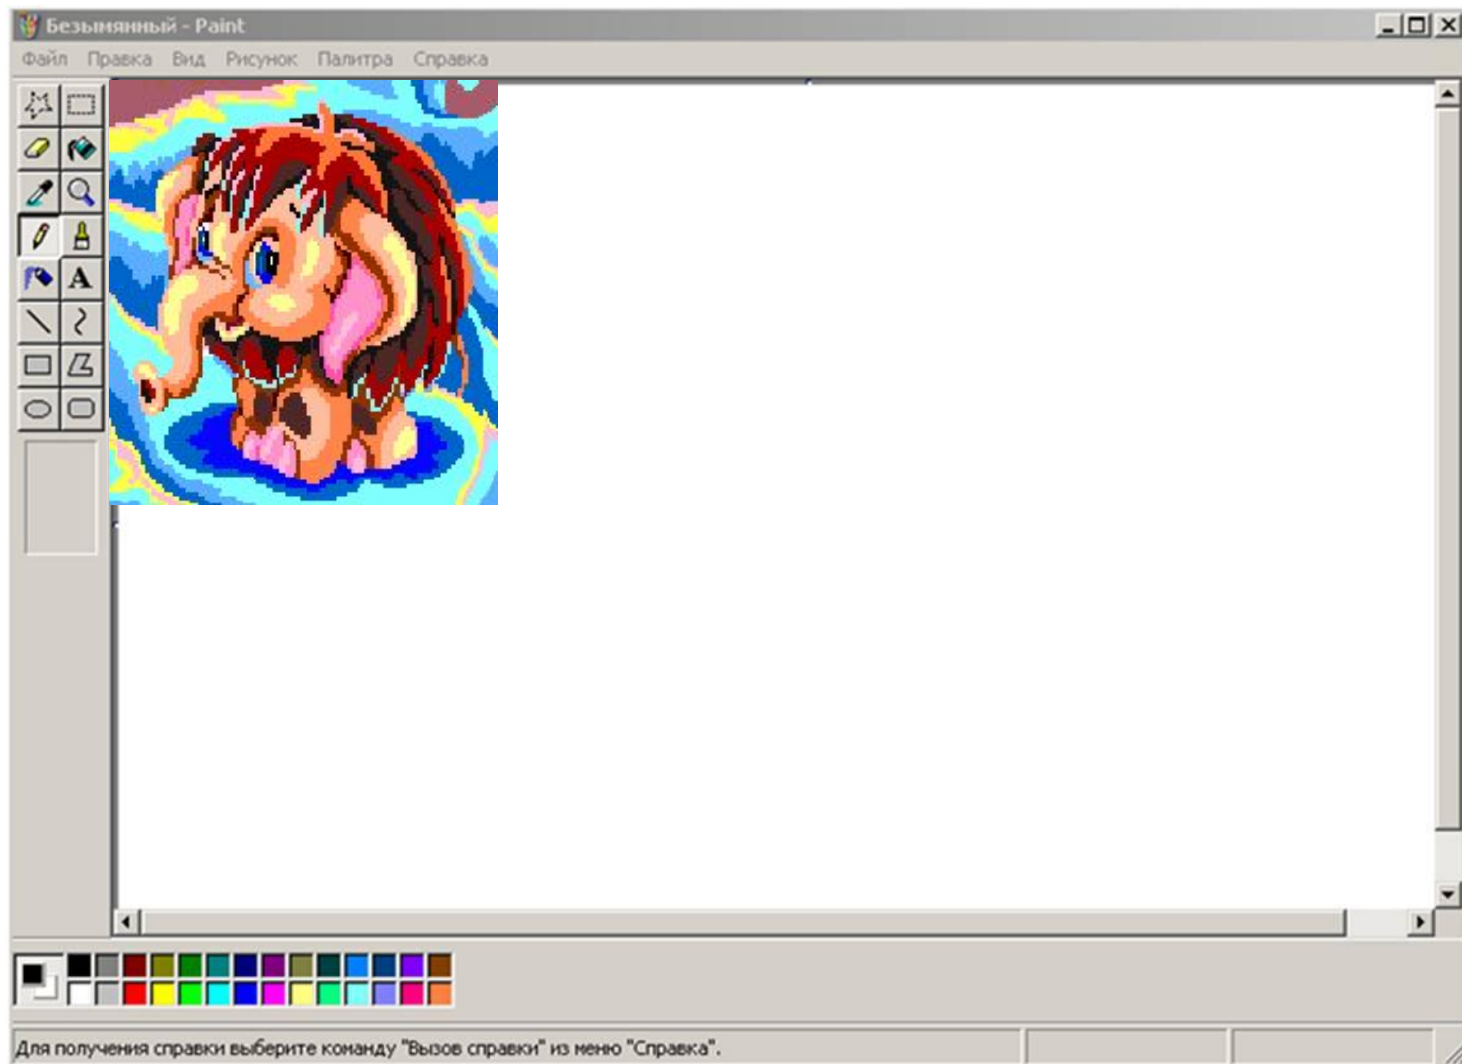 Безымянный - Paint
Файл Правка Вид Рисунок Палитра Справка
A
Для получения справки выберите команду "Вызов справки" из меню "Справка".